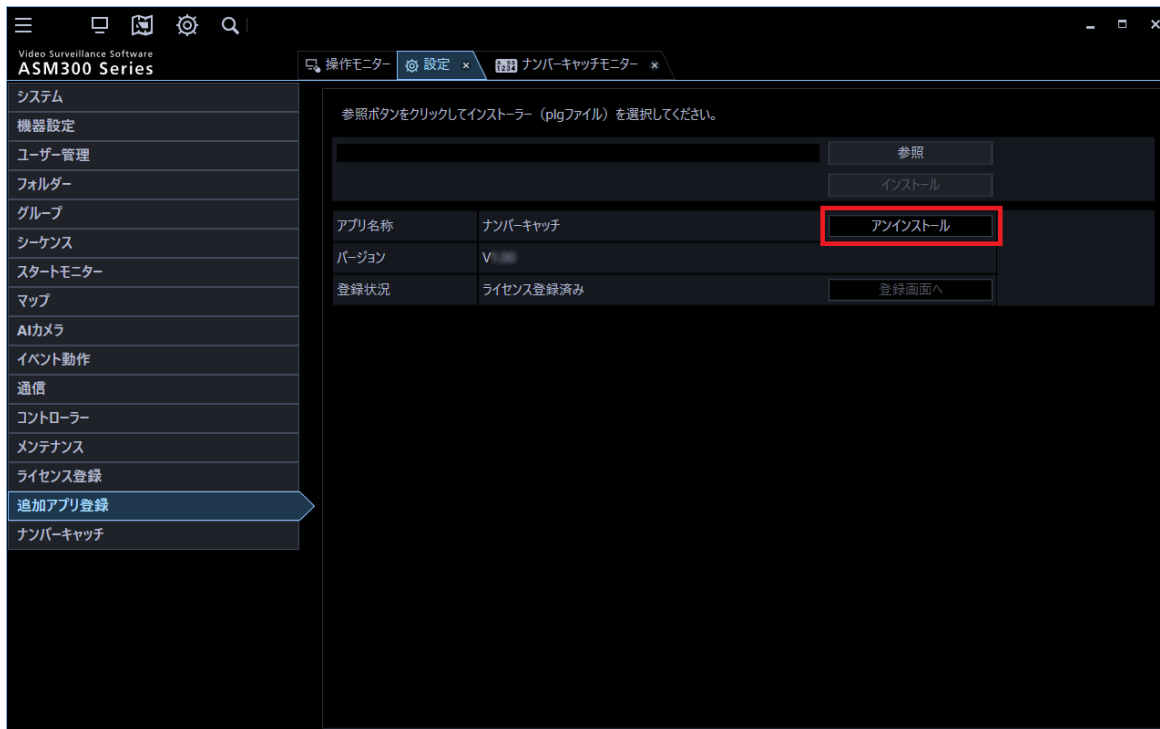 Video Surveillance Software
ASM300 Series
操作モニター
設定
ナンバーキャッチモニター
システム
機器設定
ユーザー管理
フォルダー
グループ
シーケンス
スタートモニター
マップ
AIカメラ
イベント動作
通信
コントローラー
メンテナンス
ライセンス登録
追加アプリ登録
ナンバーキャッチ
参照ボタンをクリックしてインストーラー（plgファイル）を選択してください。
参照
インストール
アプリ名称 ナンバーキャッチ アンインストール
バージョン V
登録状況 ライセンス登録済み 登録画面へ